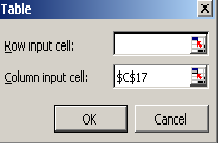 Table
Row input cell:
Column input cell: $C$17
OK Cancel